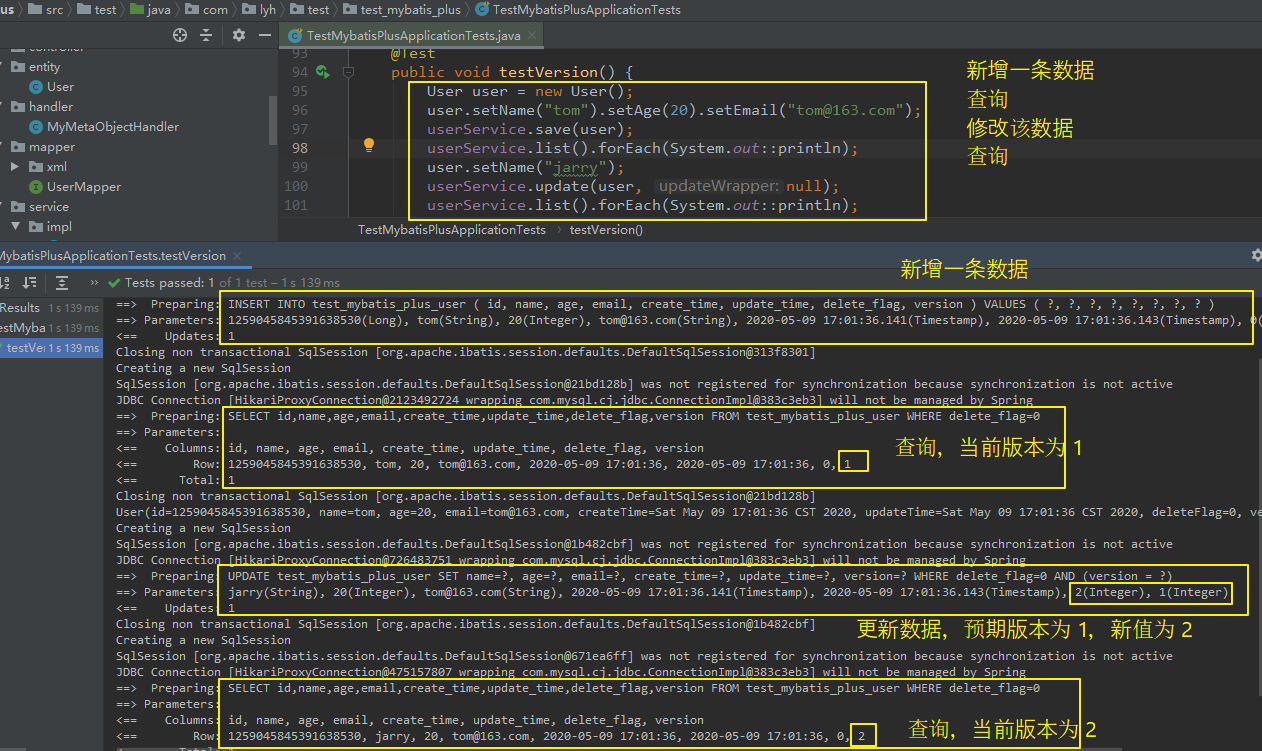 us src test java com lyh test test_mybatis_plus TestMybatisPlusApplicationTests
TestMybatisPlusApplicationTests.java
entity
User
handler
MyMetaObjectHandler
mapper
xml
UserMapper
service
impl
93 @Test
94 public void testVersion() {
95 User user = new User();
96 user.setName("tom").setAge(20).setEmail("tom@163.com");
97 userService.save(user);
98 userService.list().forEach(System.out::println);
99 user.setName("jarry");
100 userService.update(user, updateWrapper: null);
101 userService.list().forEach(System.out::println);
新增一条数据
查询
修改该数据
查询
TestMybatisPlusApplicationTests testVersion()
MybatisPlusApplicationTests.testVersion
新增一条数据
Tests passed: 1 of 1 test – 1 s 139 ms
Results 1 s 139 ms
estMyba 1 s 139 ms
testVer 1 s 139 ms
==> Preparing: INSERT INTO test_mybatis_plus_user ( id, name, age, email, create_time, update_time, delete_flag, version ) VALUES ( ?, ?, ?, ?, ?, ?, ?, ? )
==> Parameters: 1259045845391638530(Long), tom(String), 20(Integer), tom@163.com(String), 2020-05-09 17:01:36.141(Timestamp), 2020-05-09 17:01:36.143(Timestamp), 0(
<== Updates: 1
Closing non transactional SqlSession [org.apache.ibatis.session.defaults.DefaultSqlSession@313f8301]
Creating a new SqlSession
SqlSession [org.apache.ibatis.session.defaults.DefaultSqlSession@21bd128b] was not registered for synchronization because synchronization is not active
JDBC Connection [HikariProxyConnection@2123492724 wrapping com.mysql.cj.jdbc.ConnectionImpl@383c3eb3] will not be managed by Spring
==> Preparing: SELECT id,name,age,email,create_time,update_time,delete_flag,version FROM test_mybatis_plus_user WHERE delete_flag=0
==> Parameters:
<== Columns: id, name, age, email, create_time, update_time, delete_flag, version
<== Row: 1259045845391638530, tom, 20, tom@163.com, 2020-05-09 17:01:36, 2020-05-09 17:01:36, 0, 1
<== Total: 1
查询，当前版本为 1
Closing non transactional SqlSession [org.apache.ibatis.session.defaults.DefaultSqlSession@21bd128b]
User(id=1259045845391638530, name=tom, age=20, email=tom@163.com, createTime=Sat May 09 17:01:36 CST 2020, updateTime=Sat May 09 17:01:36 CST 2020, deleteFlag=0, ve
Creating a new SqlSession
SqlSession [org.apache.ibatis.session.defaults.DefaultSqlSession@1b482cbf] was not registered for synchronization because synchronization is not active
JDBC Connection [HikariProxyConnection@726483751 wrapping com.mysql.cj.jdbc.ConnectionImpl@383c3eb3] will not be managed by Spring
==> Preparing: UPDATE test_mybatis_plus_user SET name=?, age=?, email=?, create_time=?, update_time=?, version=? WHERE delete_flag=0 AND (version = ?)
==> Parameters: jarry(String), 20(Integer), tom@163.com(String), 2020-05-09 17:01:36.141(Timestamp), 2020-05-09 17:01:36.143(Timestamp), 2(Integer), 1(Integer)
<== Updates: 1
Closing non transactional SqlSession [org.apache.ibatis.session.defaults.DefaultSqlSession@1b482cbf]
更新数据，预期版本为 1，新值为 2
Creating a new SqlSession
SqlSession [org.apache.ibatis.session.defaults.DefaultSqlSession@671ea6ff] was not registered for synchronization because synchronization is not active
JDBC Connection [HikariProxyConnection@475157807 wrapping com.mysql.cj.jdbc.ConnectionImpl@383c3eb3] will not be managed by Spring
==> Preparing: SELECT id,name,age,email,create_time,update_time,delete_flag,version FROM test_mybatis_plus_user WHERE delete_flag=0
==> Parameters:
<== Columns: id, name, age, email, create_time, update_time, delete_flag, version
<== Row: 1259045845391638530, jarry, 20, tom@163.com, 2020-05-09 17:01:36, 2020-05-09 17:01:36, 0, 2
查询，当前版本为 2